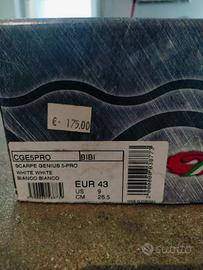 €. 175.00
CGE5PRO BIBI
SCARPE GENIUS 5-PRO
WHITE WHITE
BIANCO BIANCO
EUR 43
US 9
CM 26.5
subito